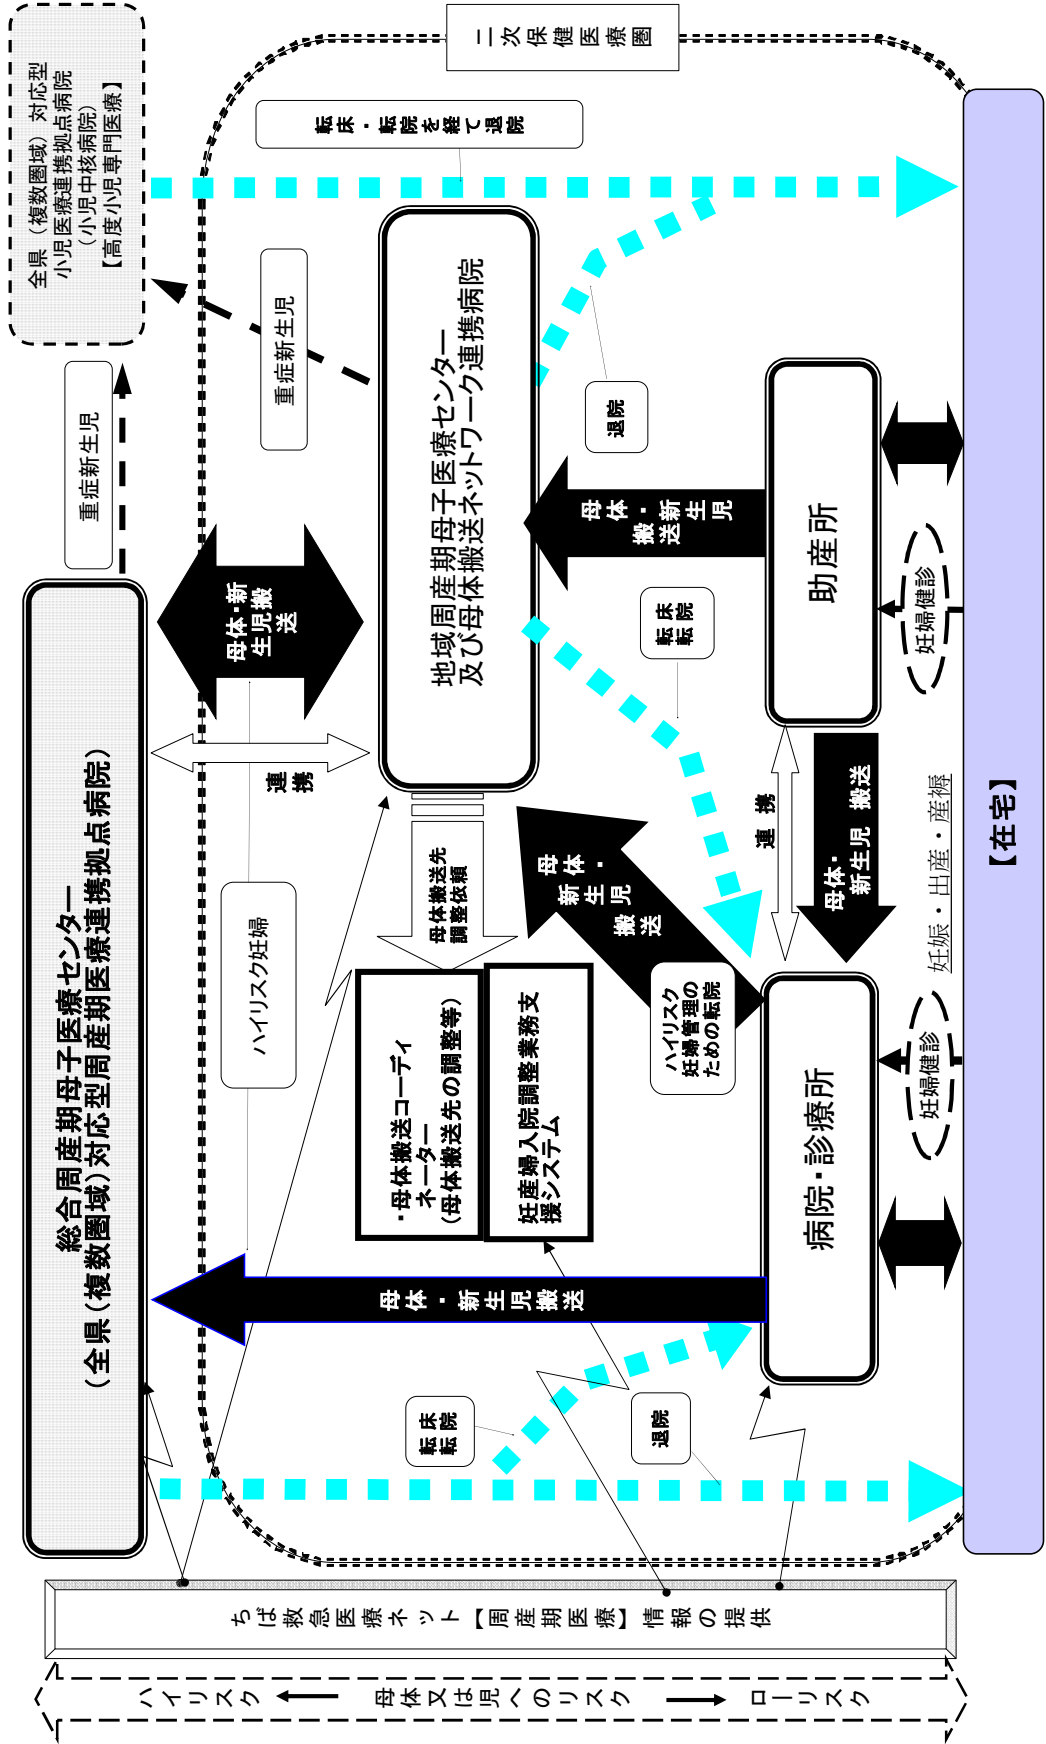 総合周産期母子医療センター
（全県（複数圏域）対応型周産期医療連携拠点病院）
重症新生児
全県（複数圏域）対応型
小児医療連携拠点病院
（小児中核病院）
【高度小児専門医療】
二次保健医療圏
転床・転院を経て退院
重症新生児
母体・新
生児搬
送
連
携
ハイリスク妊婦
地域周産期母子医療センター
及び母体搬送ネットワーク連携病院
母体搬送先
調整依頼
・母体搬送コーディ
ネーター
（母体搬送先の調整等）
妊産婦入院調整業務支
援システム
母体・新生児搬送
転床
転院
退院
母体・
新生児
搬送
ハイリスク
妊婦管理の
ための転院
転床
転院
母体・新生児
搬送
退院
連 携
母体・
新生児 搬送
助産所
病院・診療所
妊婦健診
妊婦健診
妊娠・出産・産褥
【在宅】
ちば救急医療ネット【周産期医療】情報の提供
ハイリスク
母体又は児へのリスク
ローリスク